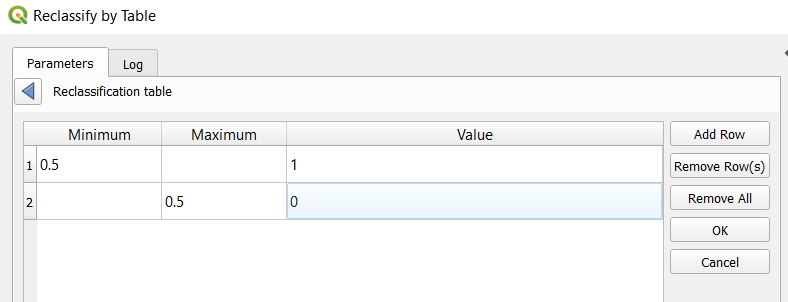 Reclassify by Table
Parameters
Log
Reclassification table
Minimum Maximum Value
Add Row
1 0.5 1
Remove Row(s)
2 0.5 0
Remove All
OK
Cancel